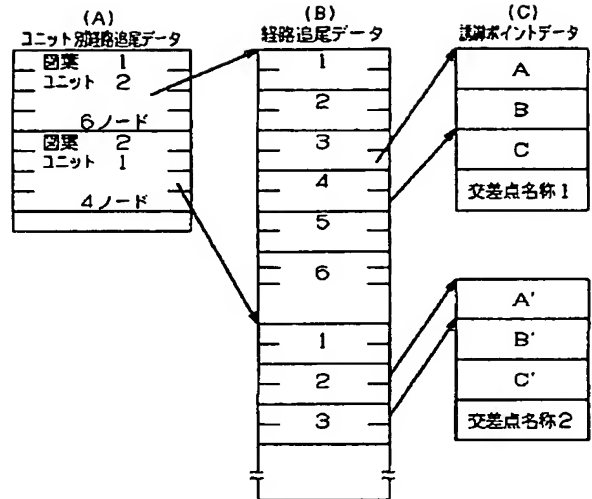 (A)
ユニット別経路追尾データ
図葉 1
ユニット 2
6ノード
図葉 2
ユニット 1
4ノード
(B)
経路追尾データ
1
2
3
4
5
6
1
2
3
(C)
誘導ポイントデータ
A
B
C
交差点名称1
A'
B'
C'
交差点名称2